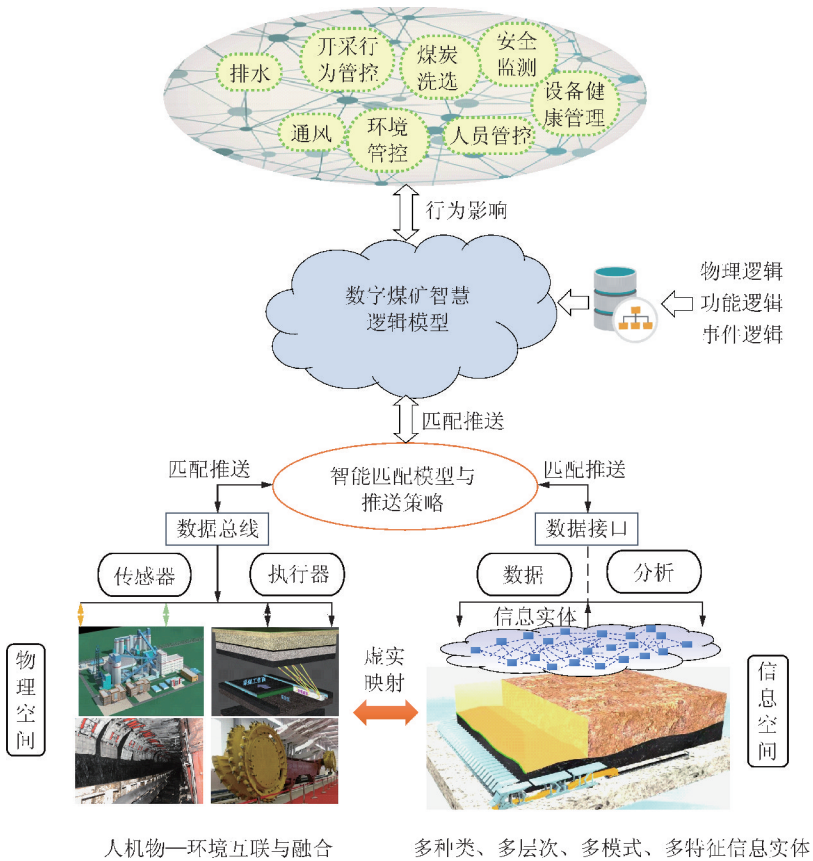 开采行
为管控
煤炭
洗选
安全
监测
排水
设备健
康管理
通风
环境
管控
人员管控
行为影响
数字煤矿智慧
逻辑模型
物理逻辑
功能逻辑
事件逻辑
匹配推送
匹配推送
智能匹配模型与
推送策略
匹配推送
数据总线
数据接口
传感器
执行器
数据
分析
信息实体
物理空间
虚实
映射
信息空间
人机物—环境互联与融合
多种类、多层次、多模式、多特征信息实体